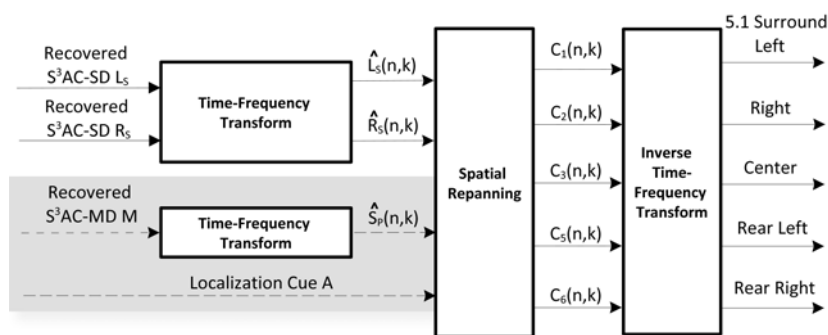 5.1 Surround
Recovered
S³AC-SD Lₛ
Recovered
S³AC-SD Rₛ
Time-Frequency
Transform
L̂ₛ(n,k)
R̂ₛ(n,k)
Recovered
S³AC-MD M
Time-Frequency
Transform
Ŝₚ(n,k)
Localization Cue A
Spatial
Repanning
C₁(n,k)
C₂(n,k)
C₃(n,k)
C₅(n,k)
C₆(n,k)
Inverse
Time-
Frequency
Transform
Left
Right
Center
Rear Left
Rear Right